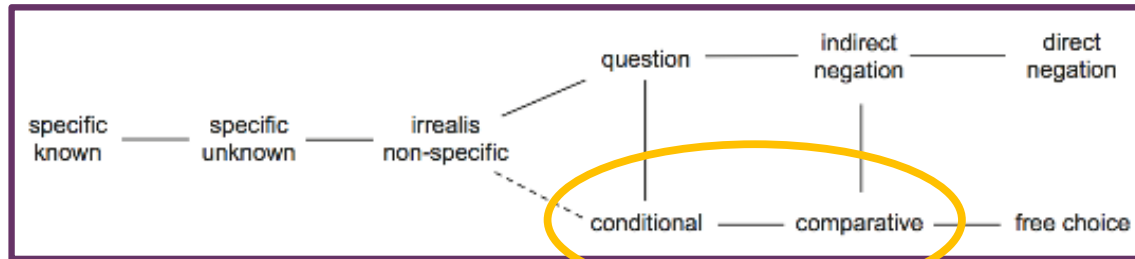 question
indirect
negation
direct
negation
specific
known
specific
unknown
irrealis
non-specific
conditional
comparative
free choice